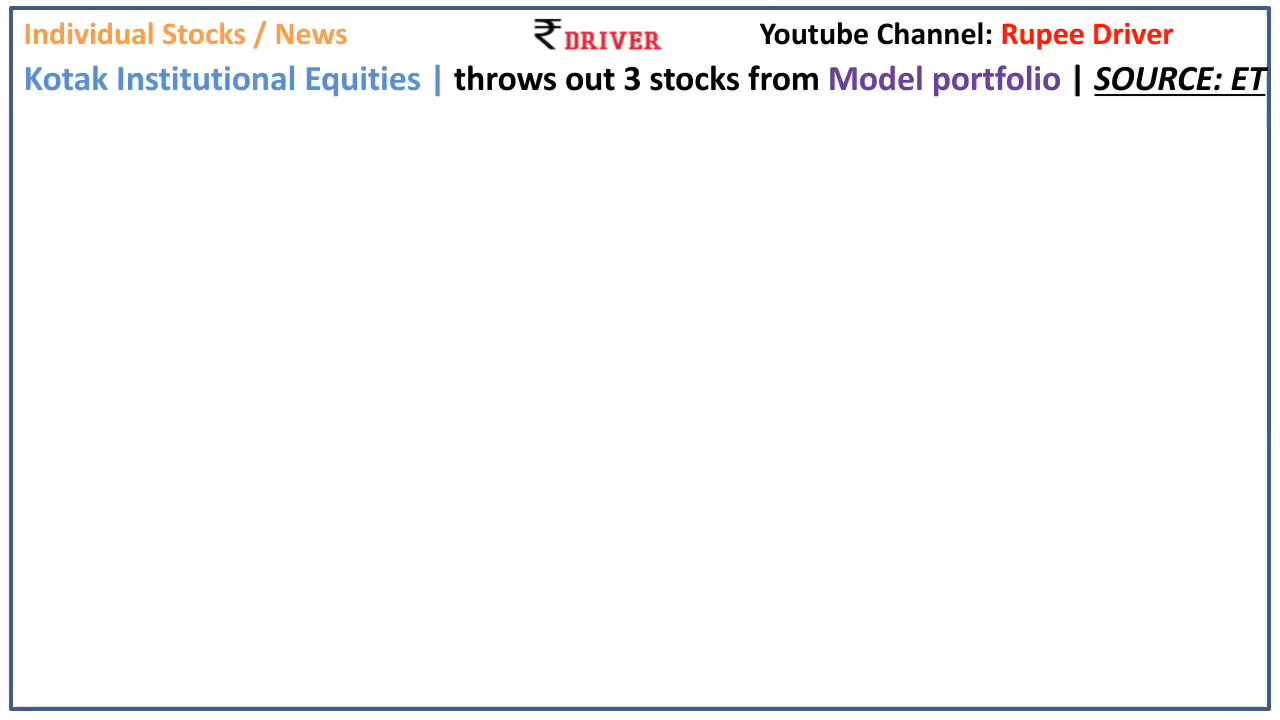 Individual Stocks / News ₹ DRIVER Youtube Channel: Rupee Driver
Kotak Institutional Equities | throws out 3 stocks from Model portfolio | SOURCE: ET